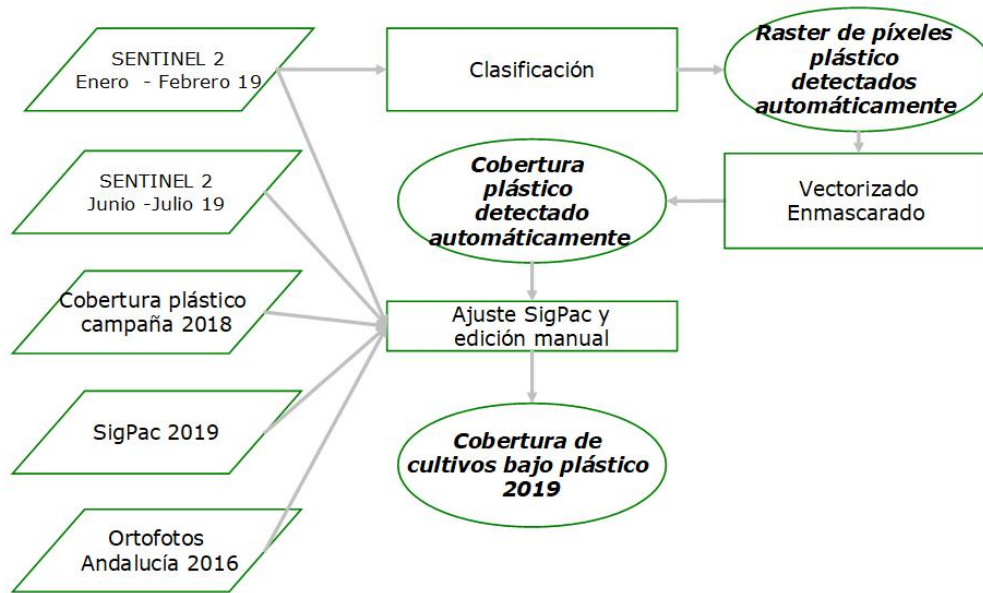 SENTINEL 2
Enero - Febrero 19
Clasificación
Raster de píxeles
plástico
detectados
automáticamente
SENTINEL 2
Junio -Julio 19
Cobertura
plástico
detectado
automáticamente
Vectorizado
Enmascarado
Cobertura plástico
campaña 2018
Ajuste SigPac y
edición manual
SigPac 2019
Cobertura de
cultivos bajo plástico
2019
Ortofotos
Andalucía 2016